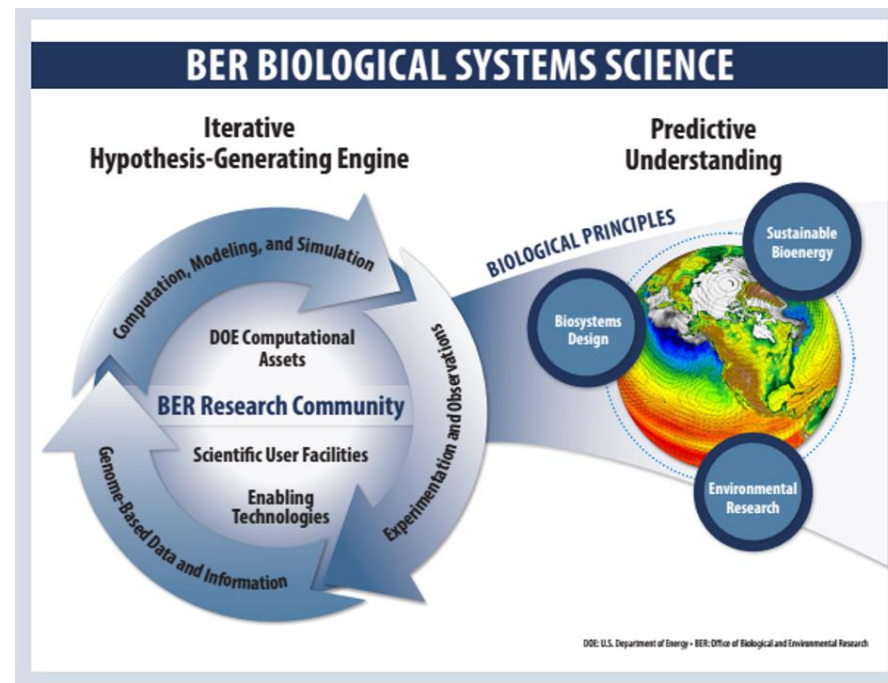 BER BIOLOGICAL SYSTEMS SCIENCE
Iterative
Hypothesis-Generating Engine
Predictive
Understanding
Computation, Modeling, and Simulation
Experimentation and Observations
Genome-Based Data and Information
DOE Computational
Assets
BER Research Community
Scientific User Facilities
Enabling
Technologies
BIOLOGICAL PRINCIPLES
Sustainable
Bioenergy
Biosystems
Design
Environmental
Research
DOE: U.S. Department of Energy • BER: Office of Biological and Environmental Research